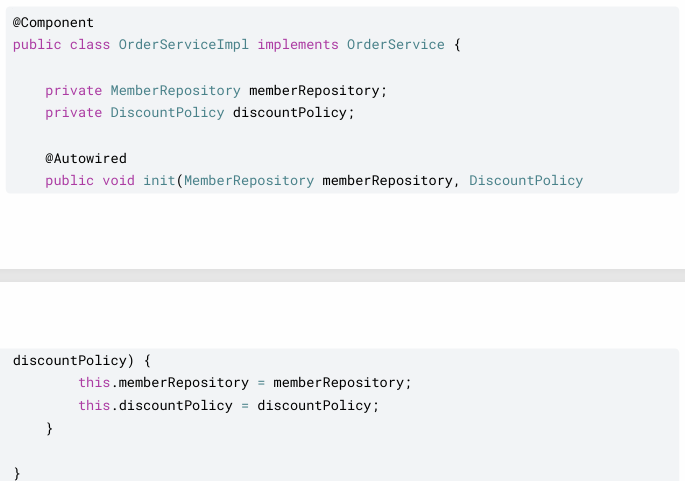 @Component
public class OrderServiceImpl implements OrderService {
    private MemberRepository memberRepository;
    private DiscountPolicy discountPolicy;
    @Autowired
    public void init(MemberRepository memberRepository, DiscountPolicy
discountPolicy) {
        this.memberRepository = memberRepository;
        this.discountPolicy = discountPolicy;
    }
}